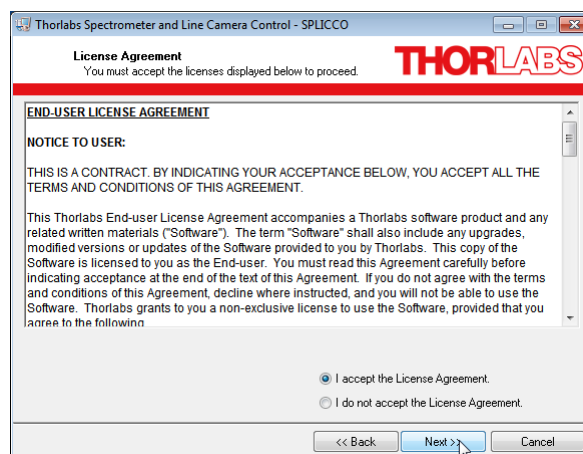 Thorlabs Spectrometer and Line Camera Control - SPLICCO
License Agreement
You must accept the licenses displayed below to proceed.
THORLABS
END-USER LICENSE AGREEMENT
NOTICE TO USER:
THIS IS A CONTRACT. BY INDICATING YOUR ACCEPTANCE BELOW, YOU ACCEPT ALL THE
TERMS AND CONDITIONS OF THIS AGREEMENT.
This Thorlabs End-user License Agreement accompanies a Thorlabs software product and any
related written materials ("Software"). The term "Software" shall also include any upgrades,
modified versions or updates of the Software provided to you by Thorlabs. This copy of the
Software is licensed to you as the End-user. You must read this Agreement carefully before
indicating acceptance at the end of the text of this Agreement. If you do not agree with the terms
and conditions of this Agreement, decline where instructed, and you will not be able to use the
Software. Thorlabs grants to you a non-exclusive license to use the Software, provided that you
agree to the following
I accept the License Agreement.
I do not accept the License Agreement.
<< Back
Next >>
Cancel